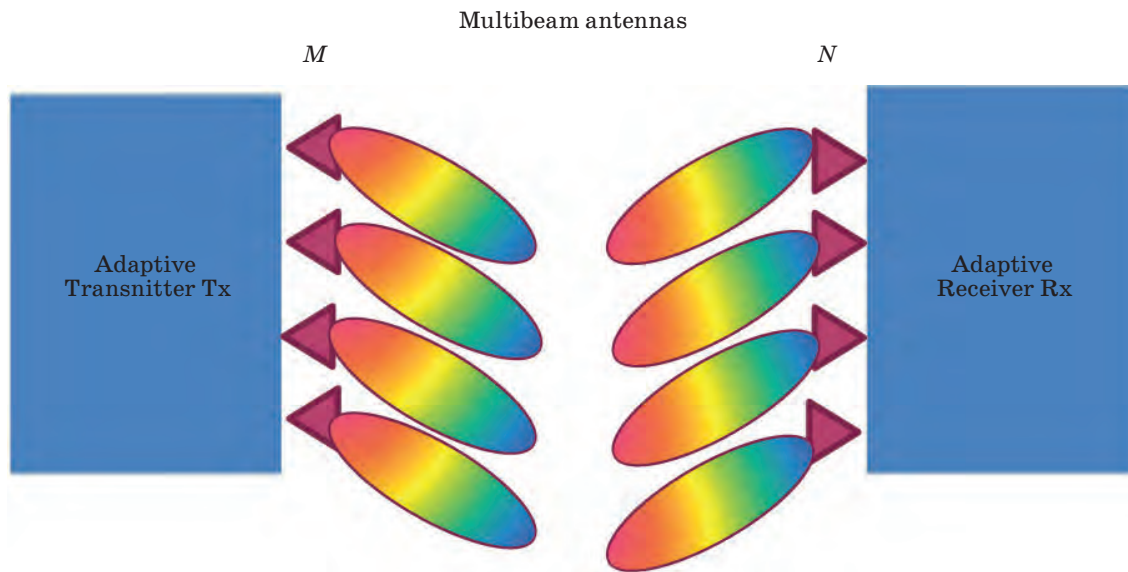 Multibeam antennas
M
N
Adaptive
Transnitter Tx
Adaptive
Receiver Rx